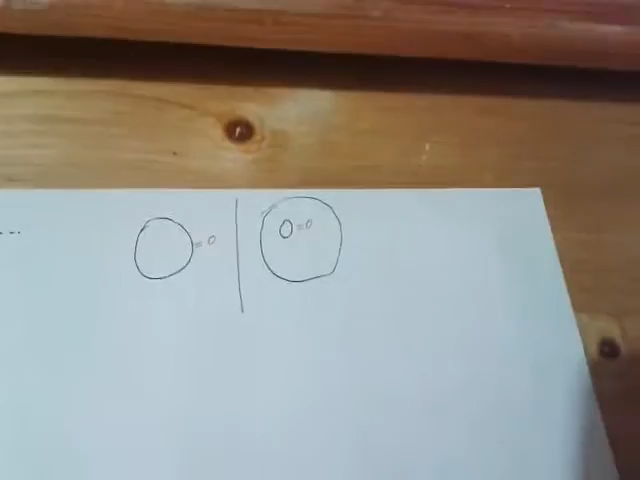 ...
= 0
0 = 0